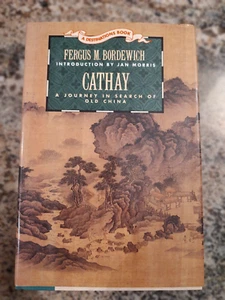 A DESTINATIONS BOOK
FERGUS M. BORDEWICH
INTRODUCTION BY JAN MORRIS
CATHAY
A JOURNEY IN SEARCH OF
OLD CHINA